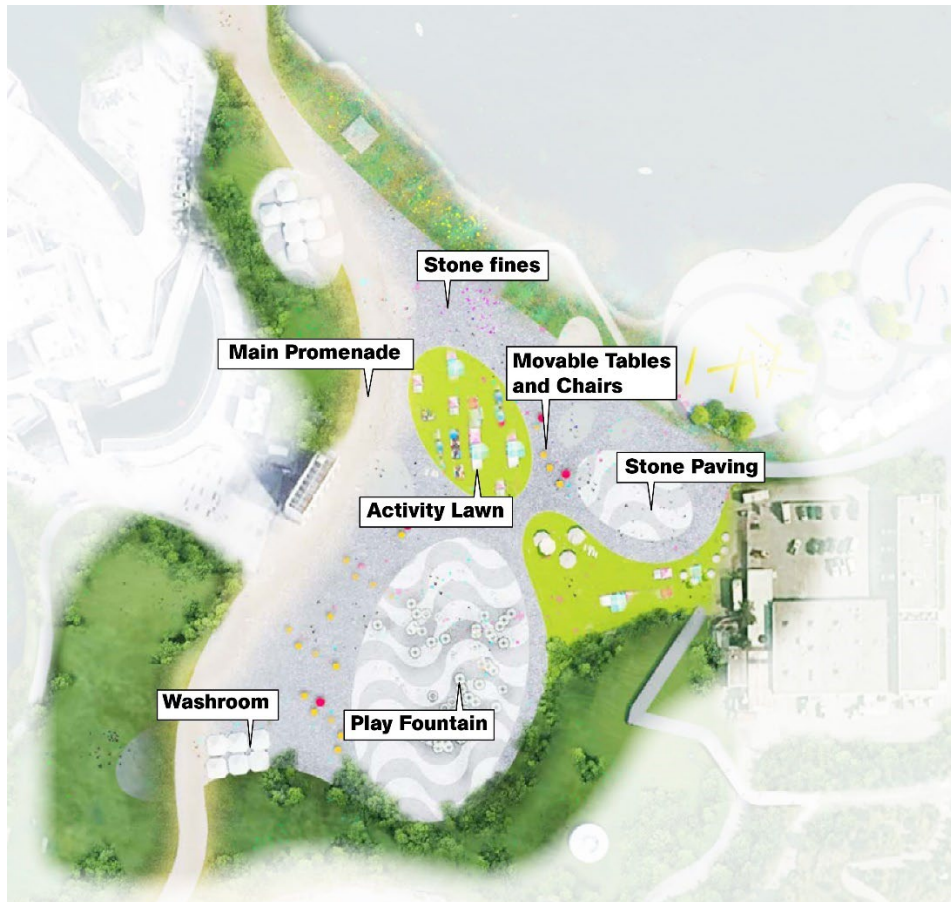 Stone fines
Main Promenade
Movable Tables
and Chairs
Stone Paving
Activity Lawn
Washroom
Play Fountain